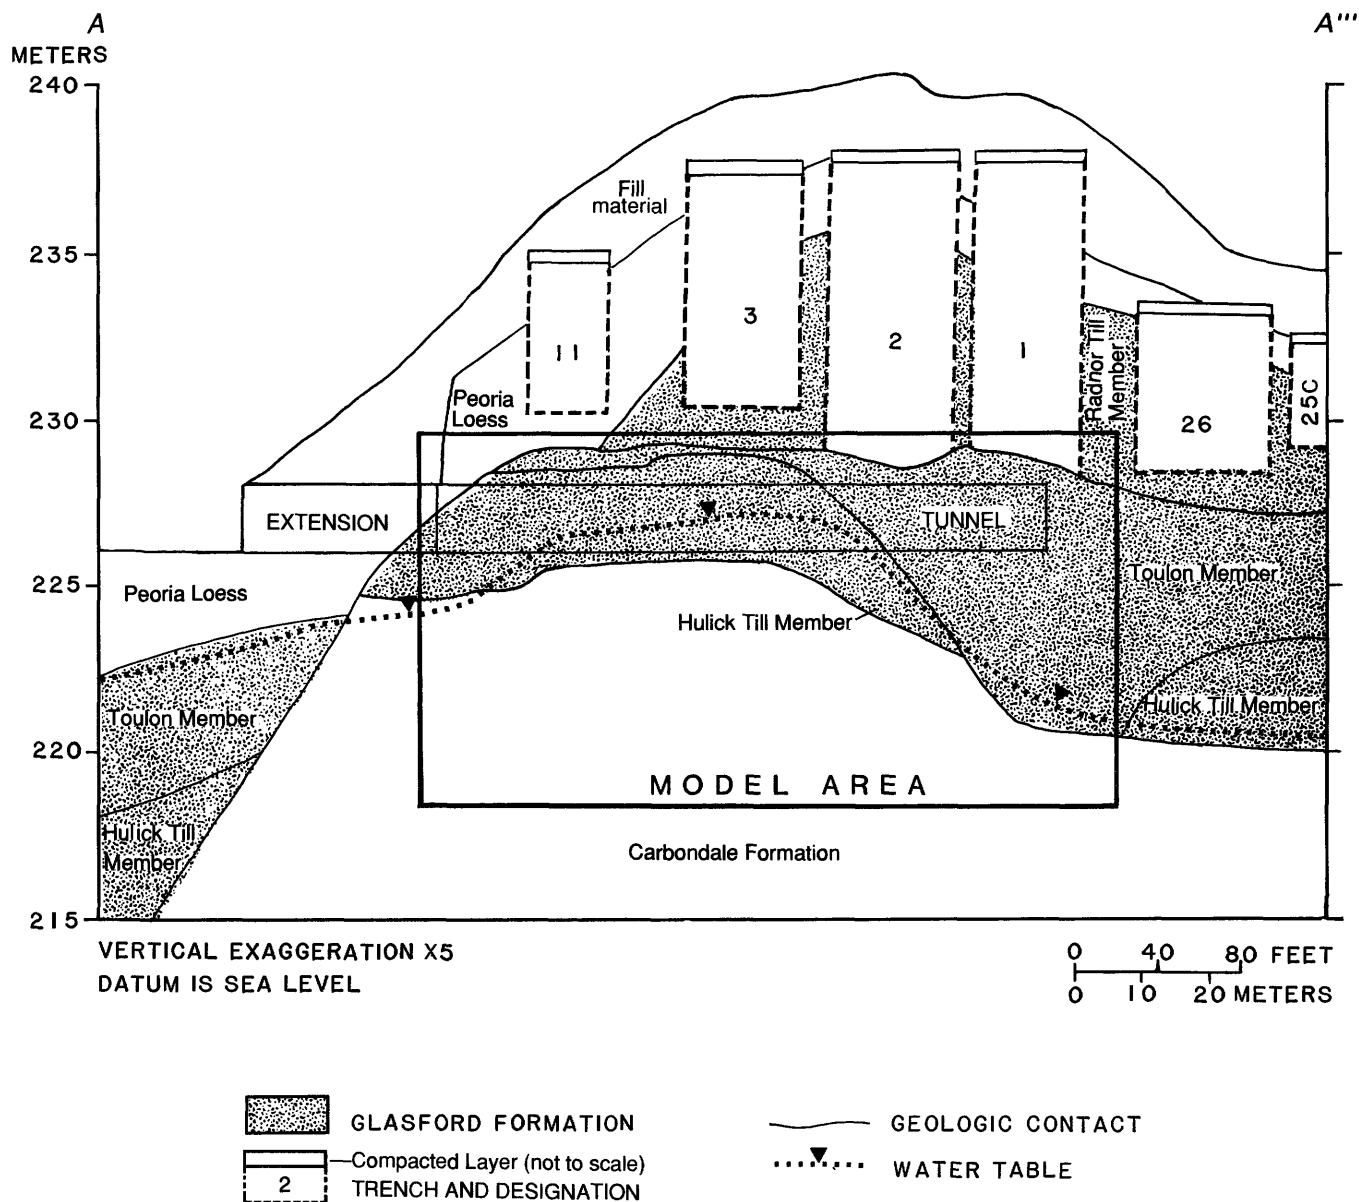 A
A'''
METERS
240
235
230
225
220
215
Fill
material
11
3
2
1
Radnor Till
Member
26
25C
Peoria
Loess
EXTENSION
TUNNEL
Peoria Loess
Toulon Member
Hulick Till Member
Toulon Member
Hulick Till Member
Hulick Till
Member
MODEL AREA
Carbondale Formation
VERTICAL EXAGGERATION X5
DATUM IS SEA LEVEL
0 40 80 FEET
0 10 20 METERS
GLASFORD FORMATION
Compacted Layer (not to scale)
2
TRENCH AND DESIGNATION
GEOLOGIC CONTACT
WATER TABLE